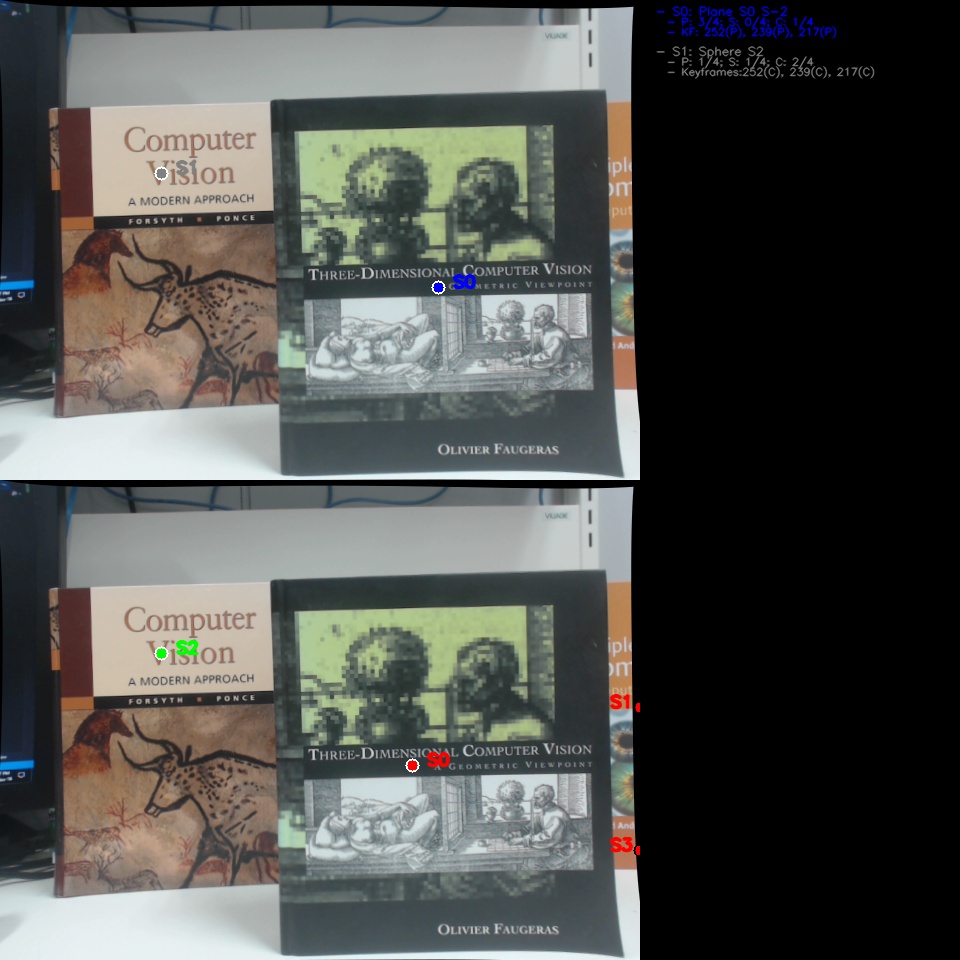 – S0: Plane S0 S-2
– P: 3/4; S: 0/4; C: 1/4
– KF: 252(P), 239(P), 217(P)
– S1: Sphere S2
– P: 1/4; S: 1/4; C: 2/4
– Keyframes:252(C), 239(C), 217(C)
Computer
Vision
S1
A MODERN APPROACH
FORSYTH ■ PONCE
THREE-DIMENSIONAL COMPUTER VISION
S0
GEOMETRIC VIEWPOINT
OLIVIER FAUGERAS
Computer
Vision
S2
A MODERN APPROACH
FORSYTH ■ PONCE
S1
THREE-DIMENSIONAL COMPUTER VISION
S0
A GEOMETRIC VIEWPOINT
S3
OLIVIER FAUGERAS